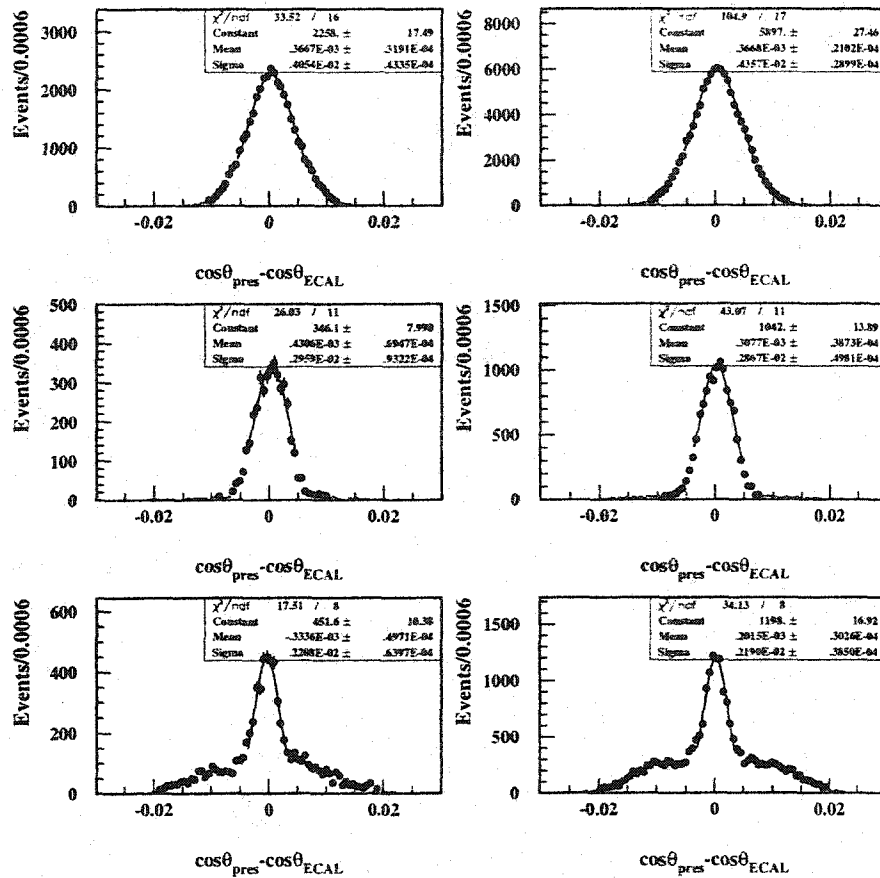 χ²/ndf 33.52 / 16
Constant 2258. ± 17.49
Mean .3667E-03 ± .3191E-04
Sigma .4054E-02 ± .4335E-04
Events/0.0006
3000
2000
1000
0
-0.02 0 0.02
cosθpres-cosθECAL
χ²/ndf 104.9 / 17
Constant 5897. ± 27.46
Mean .3668E-03 ± .2102E-04
Sigma .4357E-02 ± .2899E-04
Events/0.0006
8000
6000
4000
2000
0
-0.02 0 0.02
cosθpres-cosθECAL
χ²/ndf 26.03 / 11
Constant 346.1 ± 7.990
Mean .4306E-03 ± .6947E-04
Sigma .2959E-02 ± .9322E-04
Events/0.0006
500
400
300
200
100
0
-0.02 0 0.02
cosθpres-cosθECAL
χ²/ndf 43.07 / 11
Constant 1042. ± 13.89
Mean .3077E-03 ± .3873E-04
Sigma .2867E-02 ± .4981E-04
Events/0.0006
1500
1000
500
0
-0.02 0 0.02
cosθpres-cosθECAL
χ²/ndf 17.51 / 8
Constant 451.6 ± 10.38
Mean -.3336E-03 ± .4971E-04
Sigma .2208E-02 ± .6397E-04
Events/0.0006
600
400
200
0
-0.02 0 0.02
cosθpres-cosθECAL
χ²/ndf 34.13 / 8
Constant 1198. ± 16.92
Mean .2015E-03 ± .3026E-04
Sigma .2190E-02 ± .3850E-04
Events/0.0006
1500
1250
1000
750
500
250
0
-0.02 0 0.02
cosθpres-cosθECAL